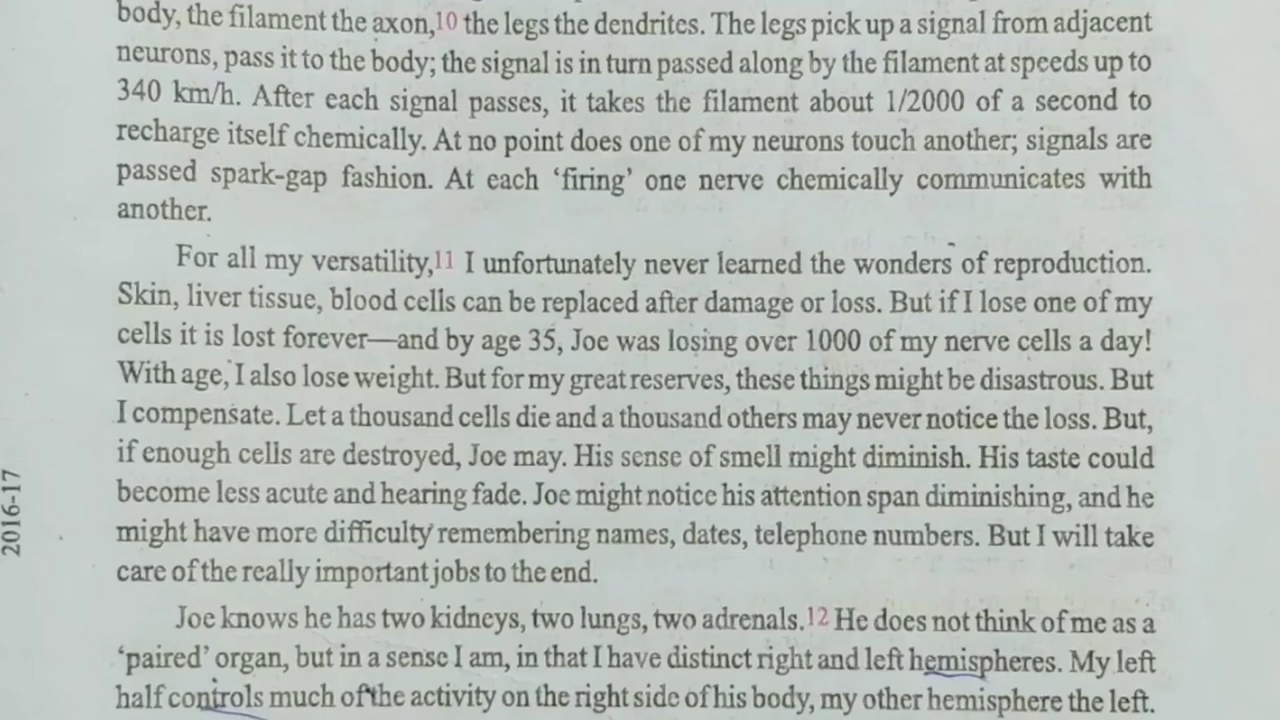 body, the filament the axon,10 the legs the dendrites. The legs pick up a signal from adjacent
neurons, pass it to the body; the signal is in turn passed along by the filament at speeds up to
340 km/h. After each signal passes, it takes the filament about 1/2000 of a second to
recharge itself chemically. At no point does one of my neurons touch another; signals are
passed spark-gap fashion. At each ‘firing’ one nerve chemically communicates with
another.
For all my versatility,11 I unfortunately never learned the wonders of reproduction.
Skin, liver tissue, blood cells can be replaced after damage or loss. But if I lose one of my
cells it is lost forever—and by age 35, Joe was losing over 1000 of my nerve cells a day!
With age, I also lose weight. But for my great reserves, these things might be disastrous. But
I compensate. Let a thousand cells die and a thousand others may never notice the loss. But,
if enough cells are destroyed, Joe may. His sense of smell might diminish. His taste could
become less acute and hearing fade. Joe might notice his attention span diminishing, and he
might have more difficulty remembering names, dates, telephone numbers. But I will take
care of the really important jobs to the end.
Joe knows he has two kidneys, two lungs, two adrenals.12 He does not think of me as a
‘paired’ organ, but in a sense I am, in that I have distinct right and left hemispheres. My left
half controls much of the activity on the right side of his body, my other hemisphere the left.
2016-17